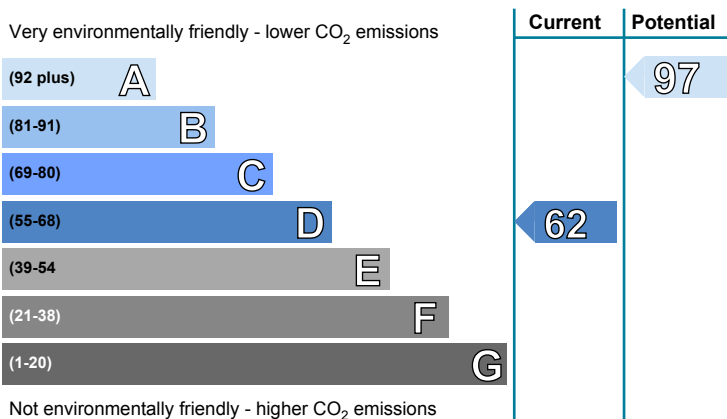 Current Potential
Very environmentally friendly - lower CO2 emissions
(92 plus) A 97
(81-91) B
(69-80) C
(55-68) D 62
(39-54 E
(21-38) F
(1-20) G
Not environmentally friendly - higher CO2 emissions